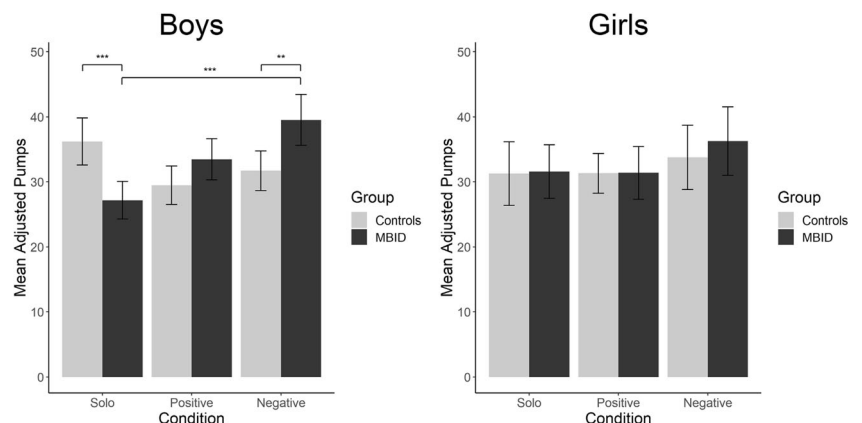 Boys
50
40
30
20
10
0
Mean Adjusted Pumps
***
***
**
Solo
Positive
Negative
Condition
Group
Controls
MBID
Girls
50
40
30
20
10
0
Mean Adjusted Pumps
Solo
Positive
Negative
Condition
Group
Controls
MBID